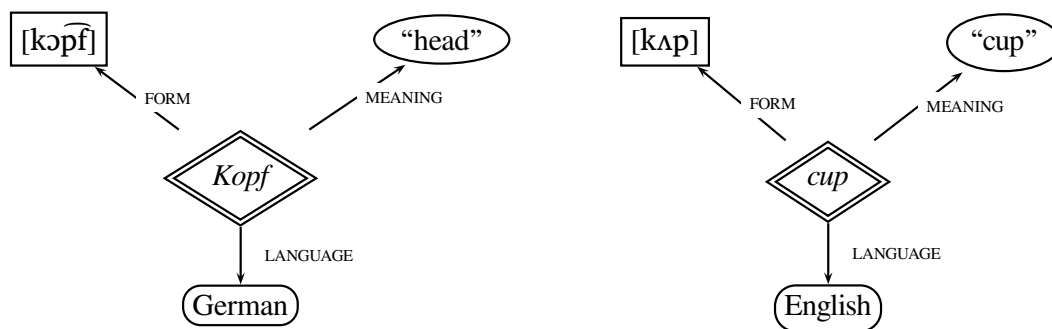 [kɔp͡f]
“head”
FORM
MEANING
Kopf
LANGUAGE
German
[kʌp]
“cup”
FORM
MEANING
cup
LANGUAGE
English